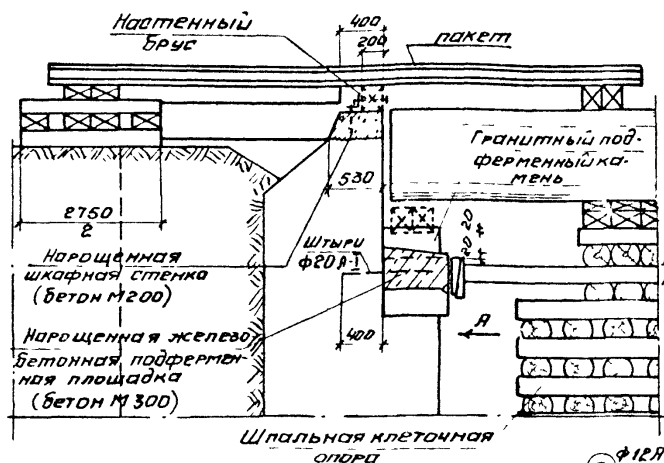 Настенный
брус
400
200
пакет
Гранитный под-
ферменный ка-
мень
530
2750
2
Нарощенная
шкафная стенка
(бетон М200)
Штыри
ф20 А-I
20 20
Нарощенная железо
бетонная подфермен-
ная площадка
(бетон М300)
400
А
Шпальная клеточная
опора
ф12А